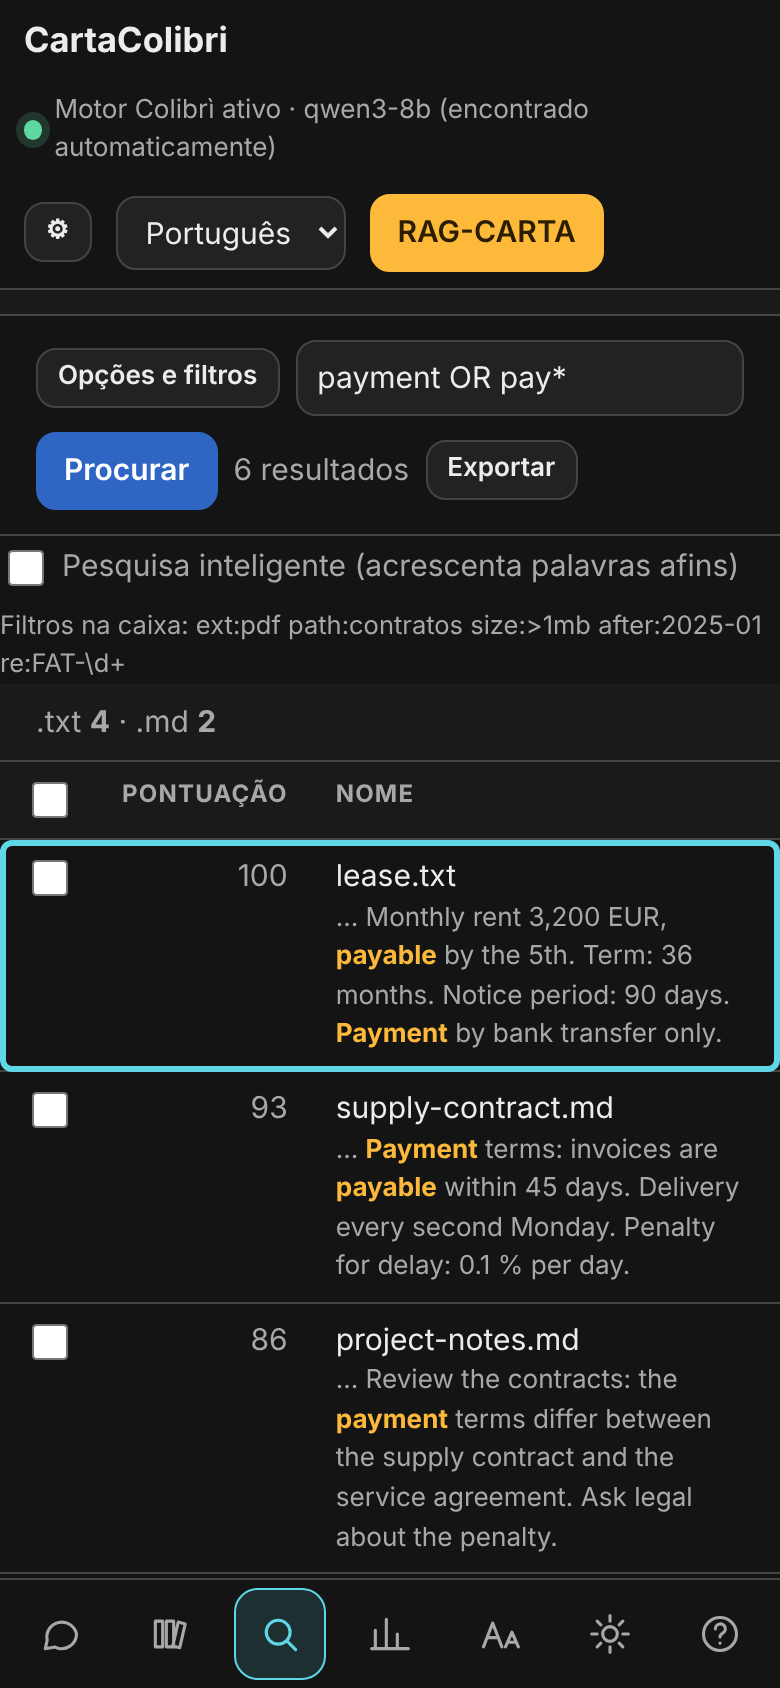 CartaColibri
Motor Colibrì ativo · qwen3-8b (encontrado
automaticamente)
Português
RAG-CARTA
Opções e filtros
payment OR pay*
Procurar
6 resultados
Exportar
Pesquisa inteligente (acrescenta palavras afins)
Filtros na caixa: ext:pdf path:contratos size:>1mb after:2025-01
re:FAT-\d+
.txt 4 · .md 2
PONTUAÇÃO NOME
100 lease.txt
... Monthly rent 3,200 EUR,
payable by the 5th. Term: 36
months. Notice period: 90 days.
Payment by bank transfer only.
93 supply-contract.md
... Payment terms: invoices are
payable within 45 days. Delivery
every second Monday. Penalty
for delay: 0.1 % per day.
86 project-notes.md
... Review the contracts: the
payment terms differ between
the supply contract and the
service agreement. Ask legal
about the penalty.
AA